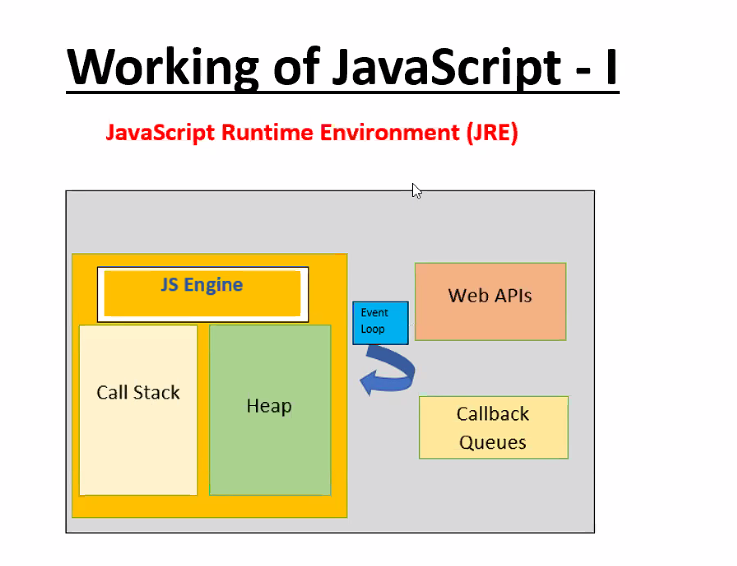 Working of JavaScript - I
JavaScript Runtime Environment (JRE)
JS Engine
Call Stack
Heap
Event
Loop
Web APIs
Callback
Queues